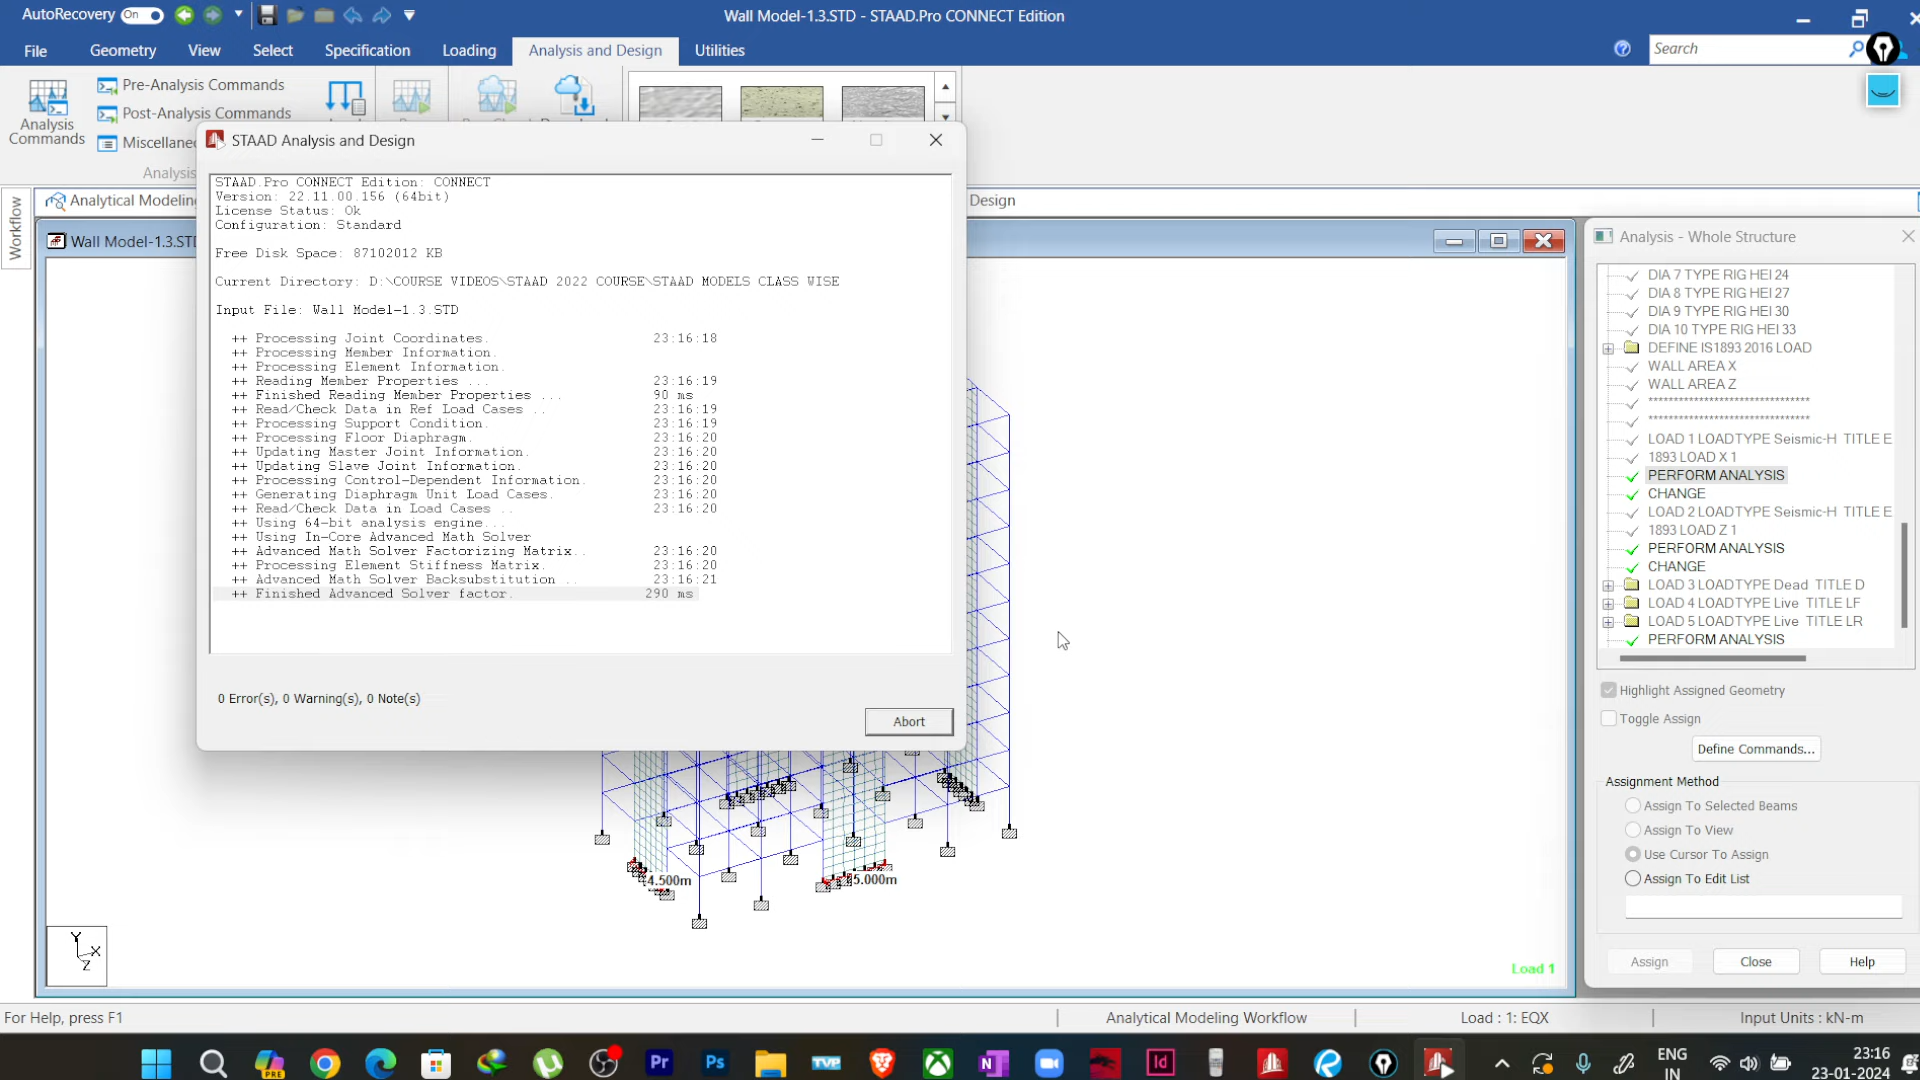 AutoRecovery On
Wall Model-1.3.STD - STAAD.Pro CONNECT Edition
File Geometry View Select Specification Loading Analysis and Design Utilities
Search
Analysis Commands
Pre-Analysis Commands
Post-Analysis Commands
Analysis
Analytical Modeling
Design
Workflow
Wall Model-1.3.STD
STAAD Analysis and Design
STAAD.Pro CONNECT Edition: CONNECT
Version: 22.11.00.156 (64bit)
License Status: Ok
Configuration: Standard
Free Disk Space: 87102012 KB
Current Directory: D:\COURSE VIDEOS\STAAD 2022 COURSE\STAAD MODELS CLASS WISE
Input File: Wall Model-1.3.STD
++ Processing Joint Coordinates. 23:16:18
++ Processing Member Information.
++ Processing Element Information.
++ Reading Member Properties ... 23:16:19
++ Finished Reading Member Properties ... 90 ms
++ Read/Check Data in Ref Load Cases .. 23:16:19
++ Processing Support Condition. 23:16:19
++ Processing Floor Diaphragm. 23:16:20
++ Updating Master Joint Information. 23:16:20
++ Updating Slave Joint Information. 23:16:20
++ Processing Control-Dependent Information. 23:16:20
++ Generating Diaphragm Unit Load Cases. 23:16:20
++ Read/Check Data in Load Cases .. 23:16:20
++ Using 64-bit analysis engine...
++ Using In-Core Advanced Math Solver
++ Advanced Math Solver Factorizing Matrix.. 23:16:20
++ Processing Element Stiffness Matrix. 23:16:20
++ Advanced Math Solver Backsubstitution .. 23:16:21
++ Finished Advanced Solver factor. 290 ms
0 Error(s), 0 Warning(s), 0 Note(s)
Abort
4.500m
5.000m
Y
X
Z
Load 1
Analysis - Whole Structure
DIA 7 TYPE RIG HEI 24
DIA 8 TYPE RIG HEI 27
DIA 9 TYPE RIG HEI 30
DIA 10 TYPE RIG HEI 33
DEFINE IS1893 2016 LOAD
WALL AREA X
WALL AREA Z
********************************
********************************
LOAD 1 LOADTYPE Seismic-H TITLE E
1893 LOAD X 1
PERFORM ANALYSIS
CHANGE
LOAD 2 LOADTYPE Seismic-H TITLE E
1893 LOAD Z 1
PERFORM ANALYSIS
CHANGE
LOAD 3 LOADTYPE Dead TITLE D
LOAD 4 LOADTYPE Live TITLE LF
LOAD 5 LOADTYPE Live TITLE LR
PERFORM ANALYSIS
Highlight Assigned Geometry
Toggle Assign
Define Commands...
Assignment Method
Assign To Selected Beams
Assign To View
Use Cursor To Assign
Assign To Edit List
Assign Close Help
For Help, press F1
Analytical Modeling Workflow
Load : 1: EQX
Input Units : kN-m
PRE
Pr
Ps
TVP
N
Id
ENG
IN
23:16
23-01-2024